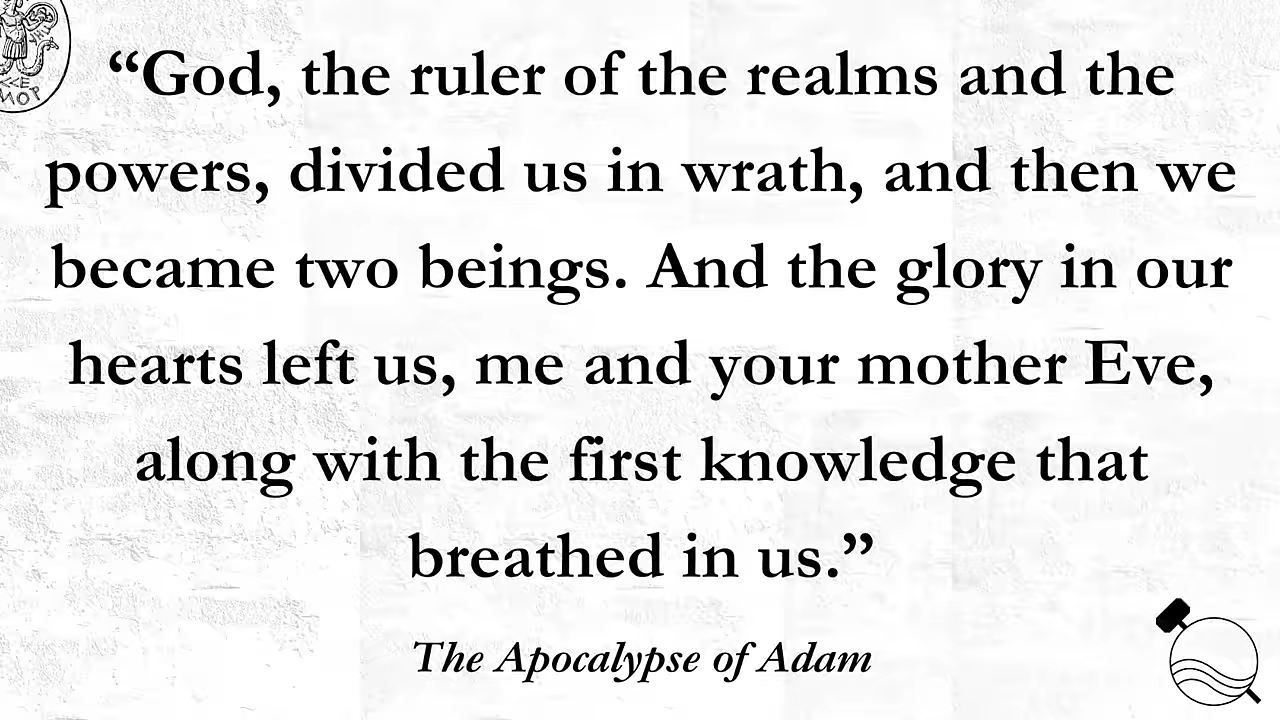 “God, the ruler of the realms and the
powers, divided us in wrath, and then we
became two beings. And the glory in our
hearts left us, me and your mother Eve,
along with the first knowledge that
breathed in us.”
The Apocalypse of Adam